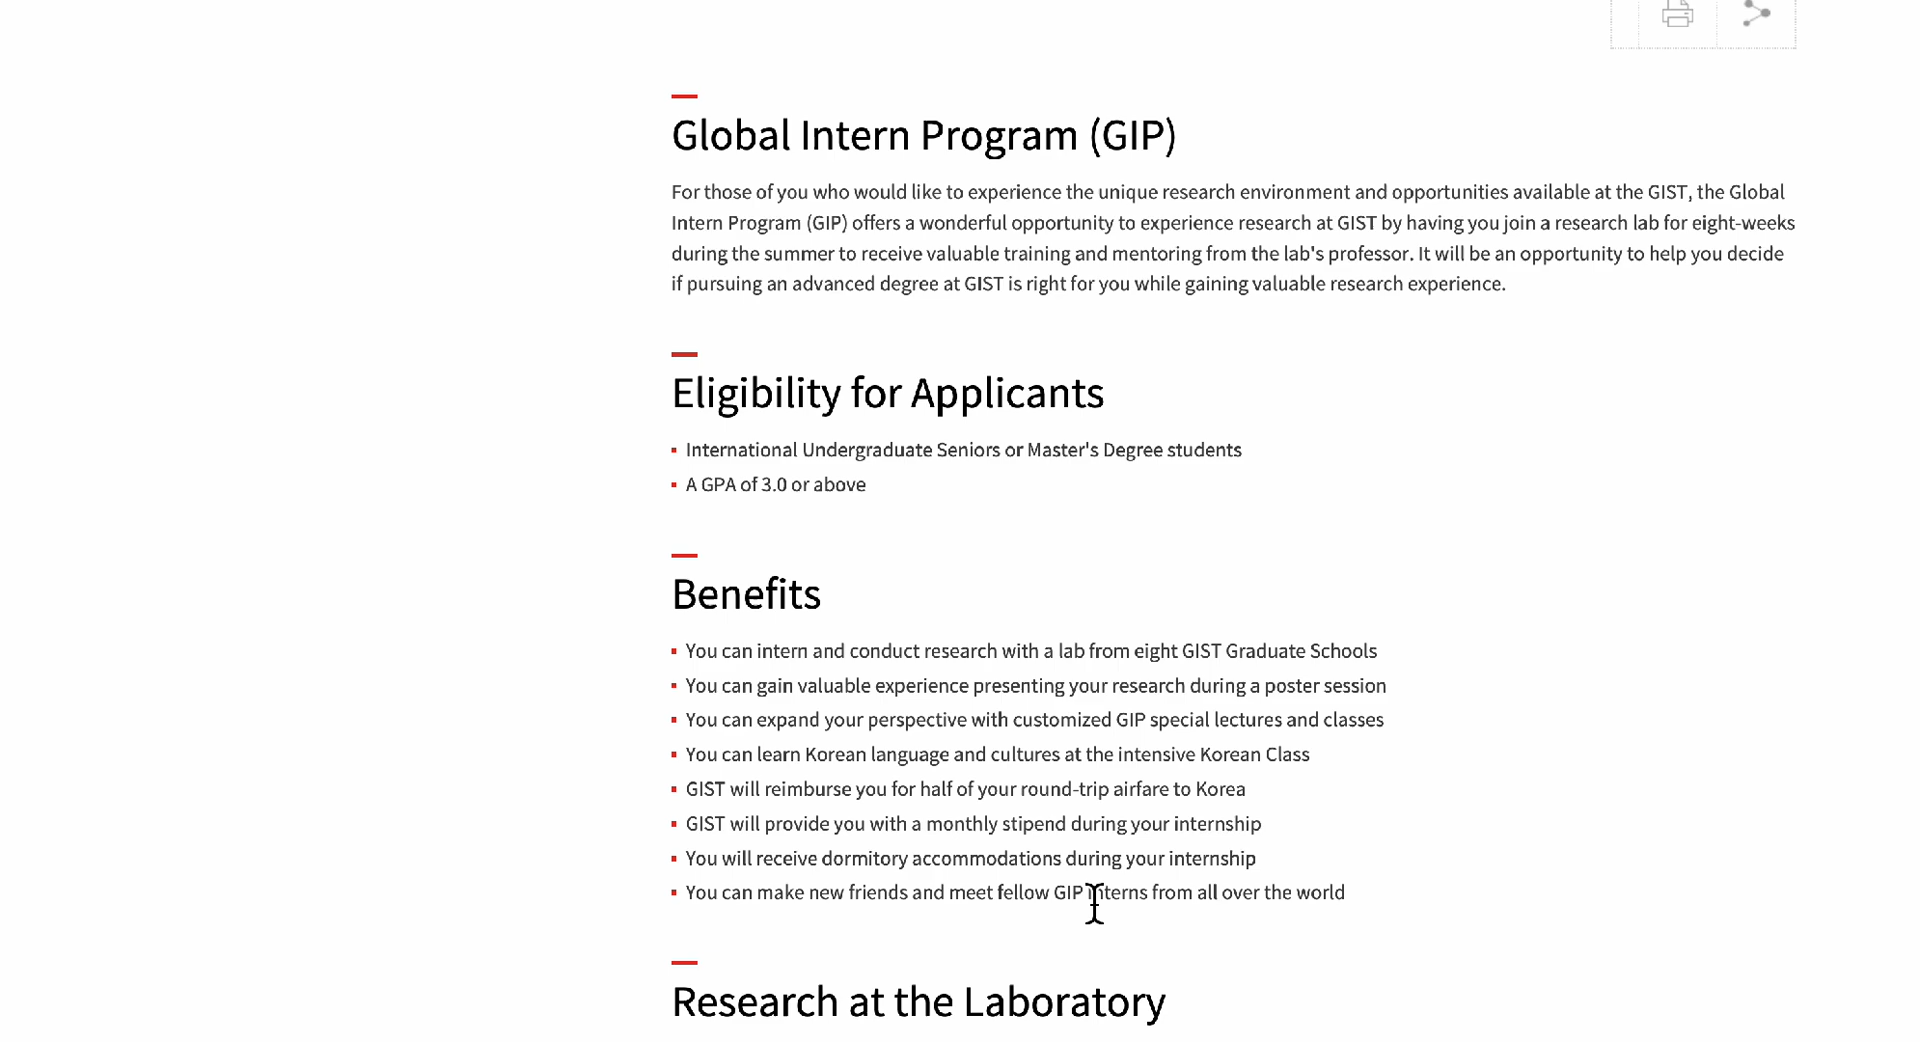 Global Intern Program (GIP)
For those of you who would like to experience the unique research environment and opportunities available at the GIST, the Global
Intern Program (GIP) offers a wonderful opportunity to experience research at GIST by having you join a research lab for eight-weeks
during the summer to receive valuable training and mentoring from the lab's professor. It will be an opportunity to help you decide
if pursuing an advanced degree at GIST is right for you while gaining valuable research experience.
Eligibility for Applicants
International Undergraduate Seniors or Master's Degree students
A GPA of 3.0 or above
Benefits
You can intern and conduct research with a lab from eight GIST Graduate Schools
You can gain valuable experience presenting your research during a poster session
You can expand your perspective with customized GIP special lectures and classes
You can learn Korean language and cultures at the intensive Korean Class
GIST will reimburse you for half of your round-trip airfare to Korea
GIST will provide you with a monthly stipend during your internship
You will receive dormitory accommodations during your internship
You can make new friends and meet fellow GIP interns from all over the world
Research at the Laboratory